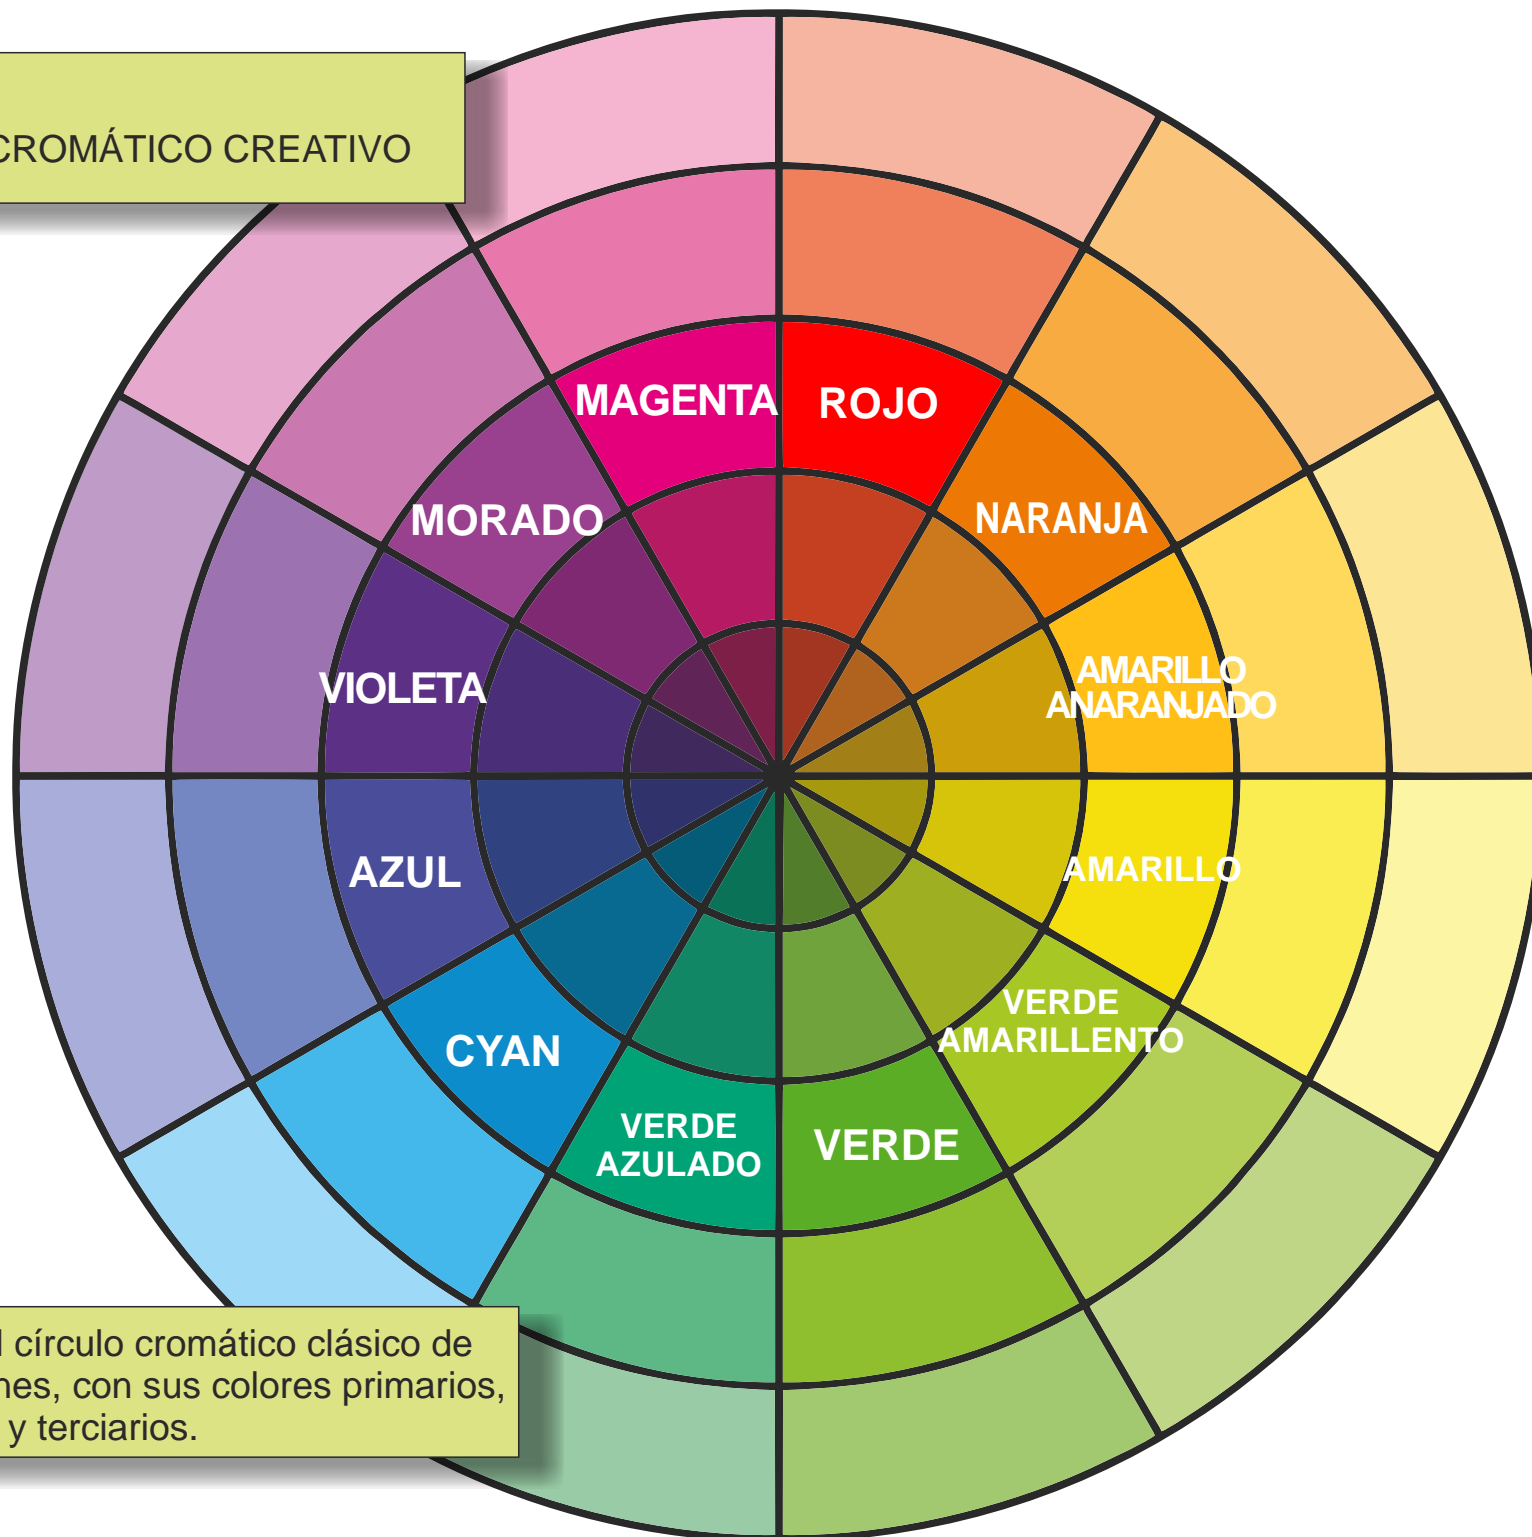 CROMÁTICO CREATIVO
MAGENTA
ROJO
MORADO
NARANJA
VIOLETA
AMARILLO
ANARANJADO
AZUL
AMARILLO
CYAN
VERDE
AMARILLENTO
VERDE
AZULADO
VERDE
círculo cromático clásico de
con sus colores primarios,
y terciarios.